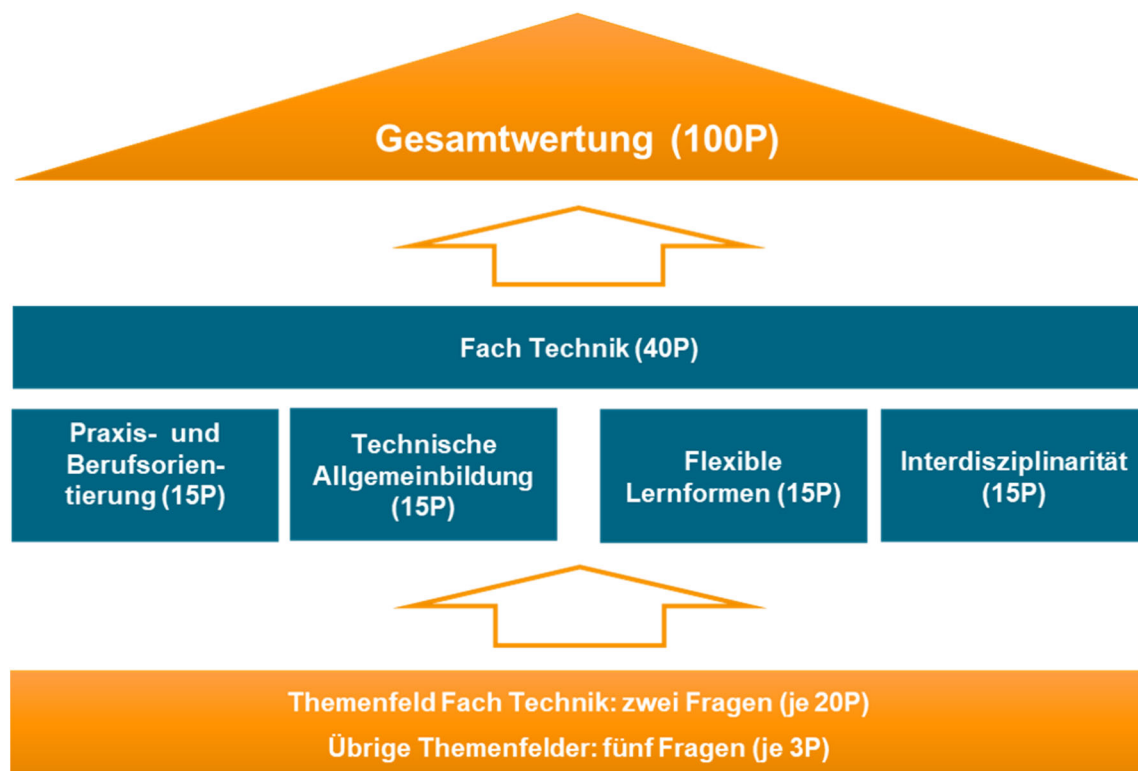 Gesamtwertung (100P)
Fach Technik (40P)
Praxis- und
Berufsorien-
tierung (15P)
Technische
Allgemeinbildung
(15P)
Flexible
Lernformen (15P)
Interdisziplinarität
(15P)
Themenfeld Fach Technik: zwei Fragen (je 20P)
Übrige Themenfelder: fünf Fragen (je 3P)